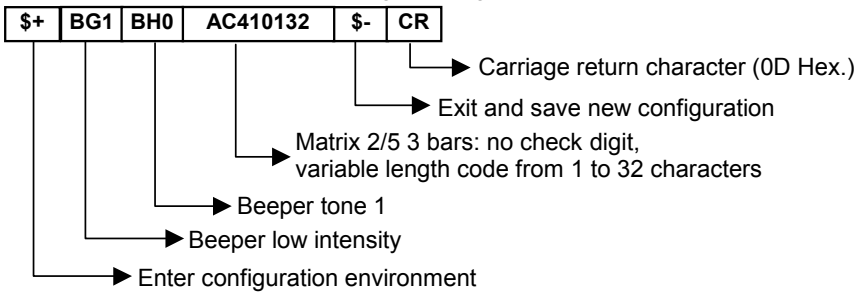 $+ BG1 BH0 AC410132 $- CR
Carriage return character (0D Hex.)
Exit and save new configuration
Matrix 2/5 3 bars: no check digit,
variable length code from 1 to 32 characters
Beeper tone 1
Beeper low intensity
Enter configuration environment